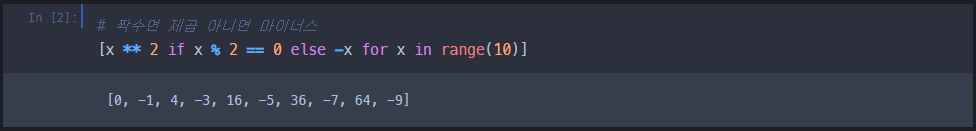 In [2]:
# 짝수면 제곱 아니면 마이너스
[x ** 2 if x % 2 == 0 else -x for x in range(10)]
[0, -1, 4, -3, 16, -5, 36, -7, 64, -9]